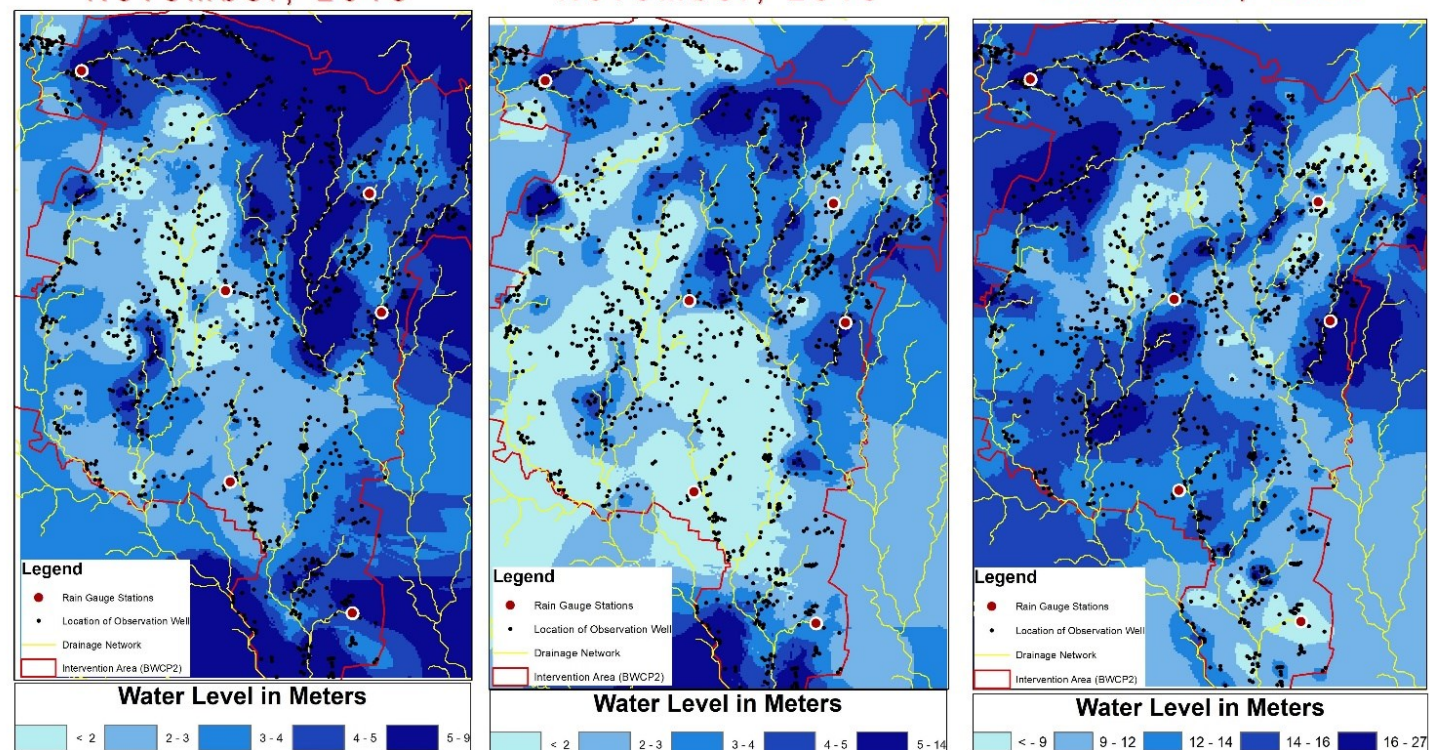 Legend
Rain Gauge Stations
Location of Observation Well
Drainage Network
Intervention Area (BWCP2)
Water Level in Meters
< 2
2 - 3
3 - 4
4 - 5
5 - 9
Legend
Rain Gauge Stations
Location of Observation Well
Drainage Network
Intervention Area (BWCP2)
Water Level in Meters
< 2
2 - 3
3 - 4
4 - 5
5 - 14
Legend
Rain Gauge Stations
Location of Observation Well
Drainage Network
Intervention Area (BWCP2)
Water Level in Meters
< - 9
9 - 12
12 - 14
14 - 16
16 - 27